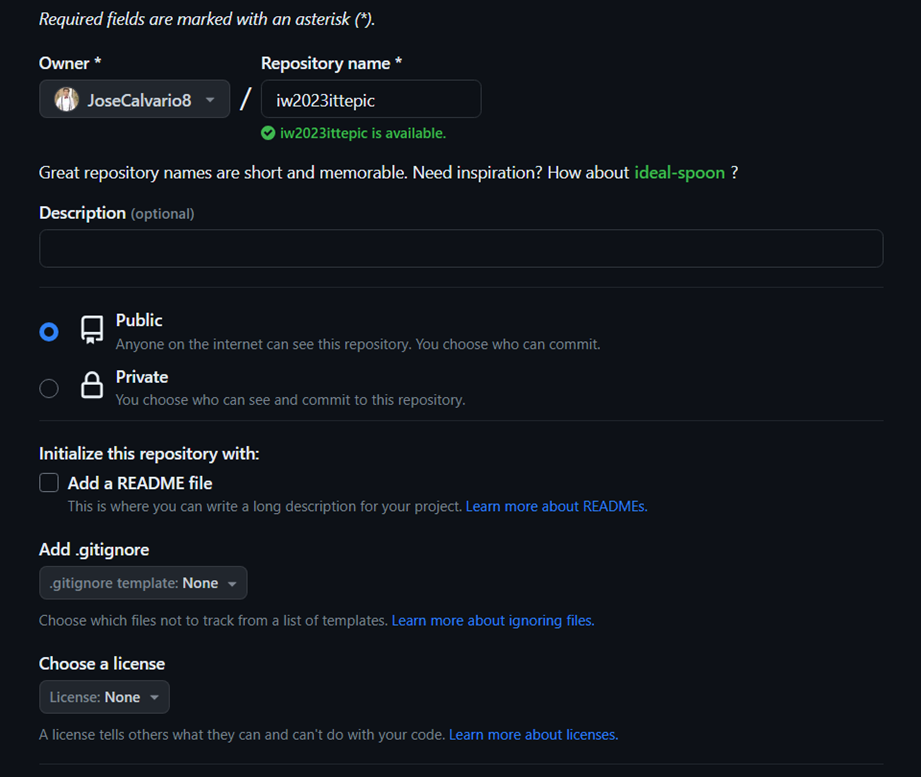 Required fields are marked with an asterisk (*).
Owner * Repository name *
JoseCalvario8 / iw2023ittepic
iw2023ittepic is available.
Great repository names are short and memorable. Need inspiration? How about ideal-spoon ?
Description (optional)
Public
Anyone on the internet can see this repository. You choose who can commit.
Private
You choose who can see and commit to this repository.
Initialize this repository with:
Add a README file
This is where you can write a long description for your project. Learn more about READMEs.
Add .gitignore
.gitignore template: None
Choose which files not to track from a list of templates. Learn more about ignoring files.
Choose a license
License: None
A license tells others what they can and can't do with your code. Learn more about licenses.